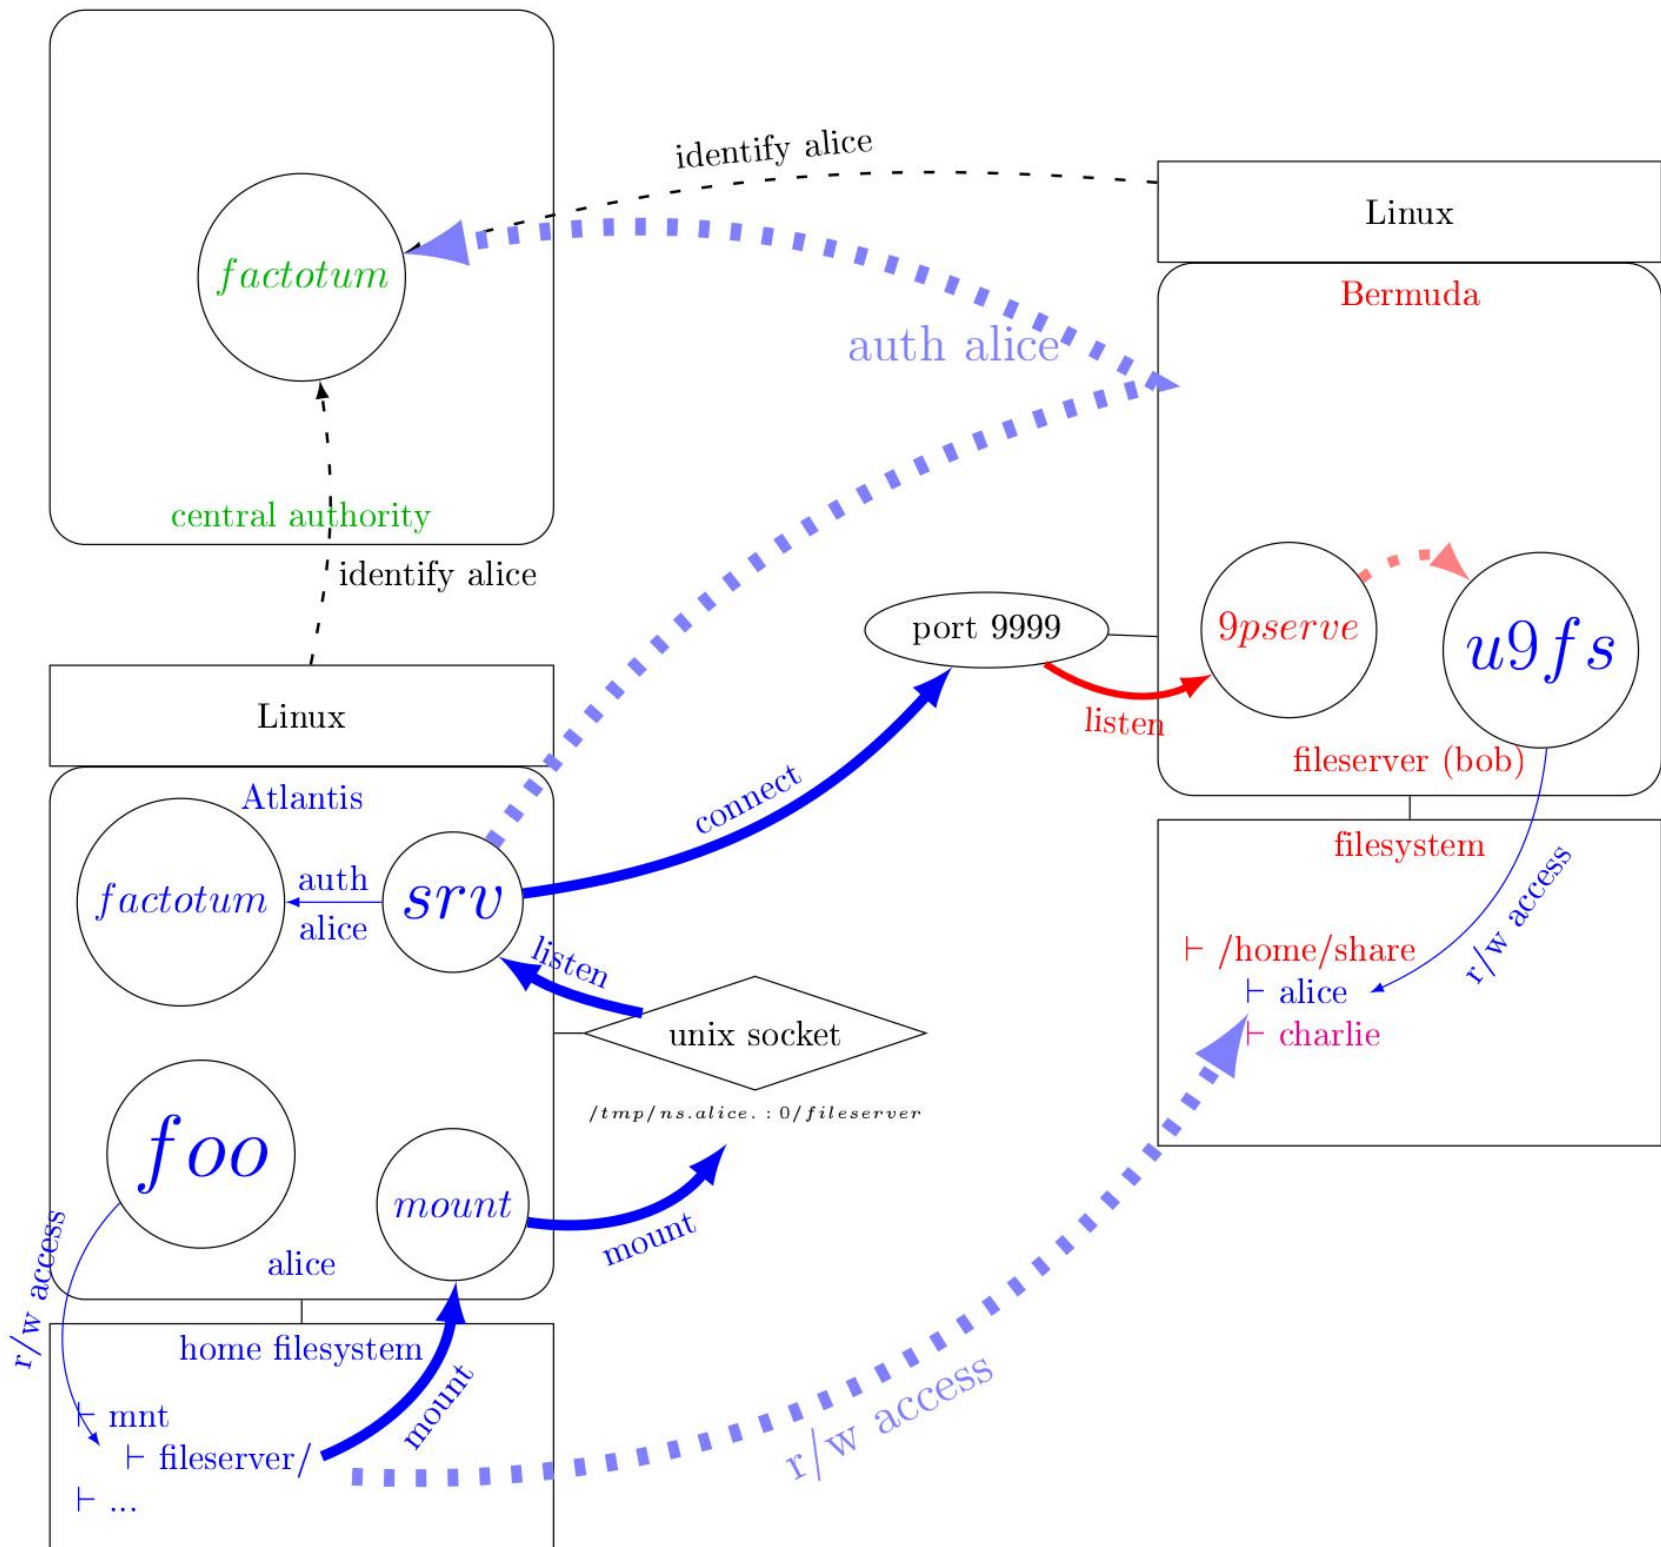 identify alice
Linux
factotum
Bermuda
auth alice
central authority
identify alice
port 9999
9pserve
u9fs
listen
Linux
fileserver (bob)
Atlantis
connect
filesystem
factotum
auth
alice
srv
listen
r/w access
⊢ /home/share
⊢ alice
⊢ charlie
unix socket
/tmp/ns.alice. : 0/fileserver
foo
mount
mount
r/w access
alice
home filesystem
mount
r/w access
⊢ mnt
⊢ fileserver/
⊢ ...